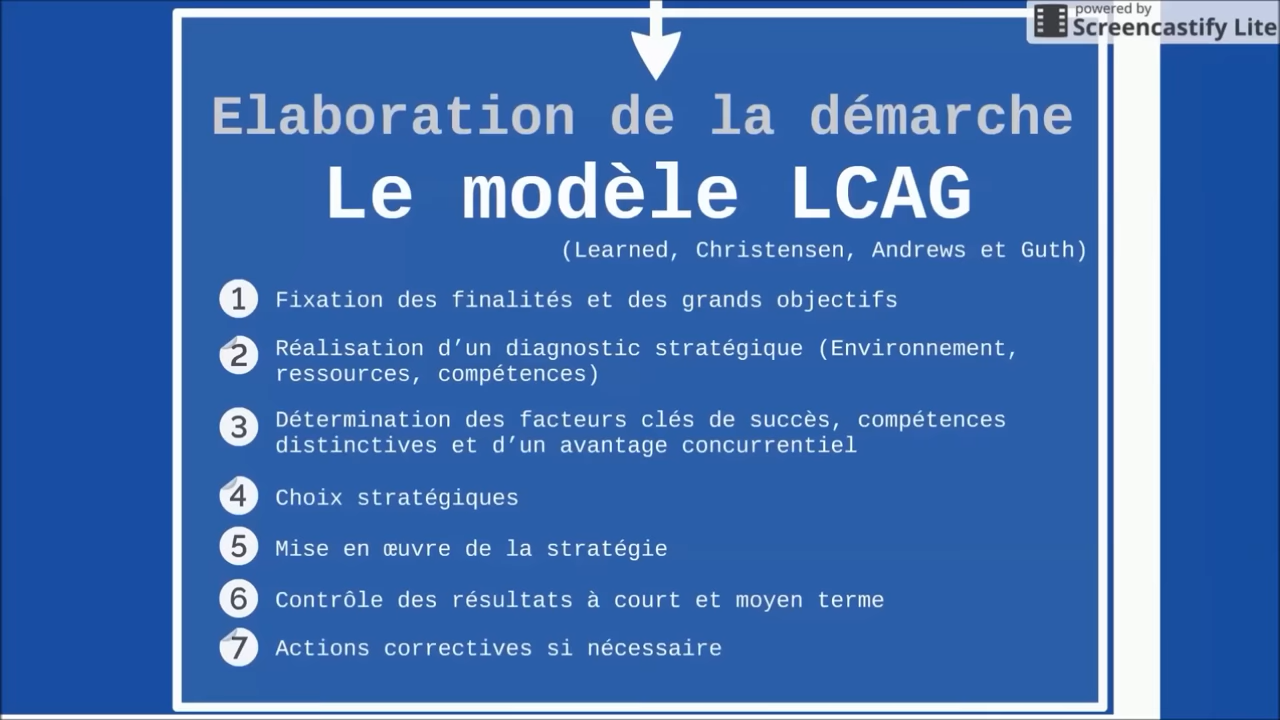 powered by
Screencastify Lite
Elaboration de la démarche
Le modèle LCAG
(Learned, Christensen, Andrews et Guth)
1 Fixation des finalités et des grands objectifs
2 Réalisation d’un diagnostic stratégique (Environnement,
ressources, compétences)
3 Détermination des facteurs clés de succès, compétences
distinctives et d’un avantage concurrentiel
4 Choix stratégiques
5 Mise en œuvre de la stratégie
6 Contrôle des résultats à court et moyen terme
7 Actions correctives si nécessaire